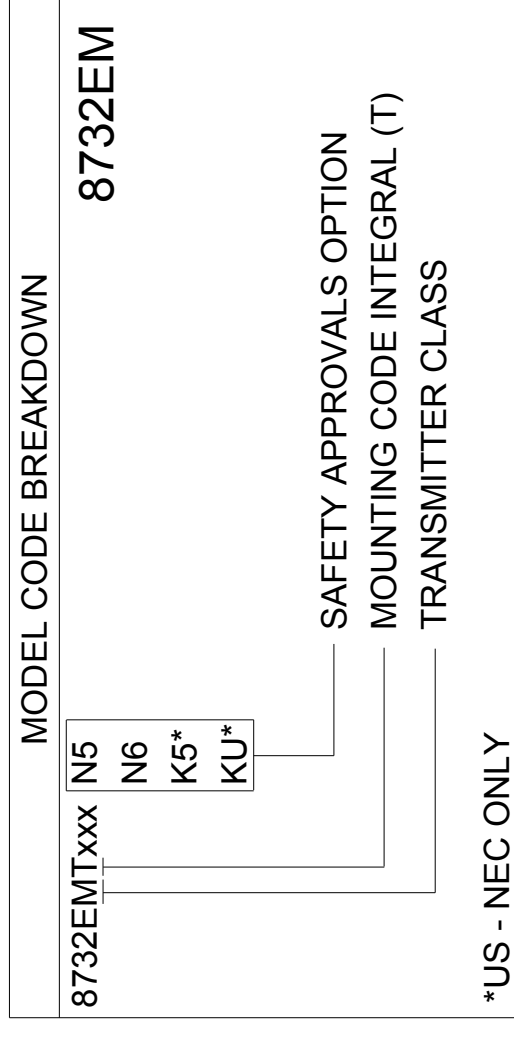 MODEL CODE BREAKDOWN
8732EM
8732EMTxxx N5
N6
K5*
KU*
SAFETY APPROVALS OPTION
MOUNTING CODE INTEGRAL (T)
TRANSMITTER CLASS
*US - NEC ONLY